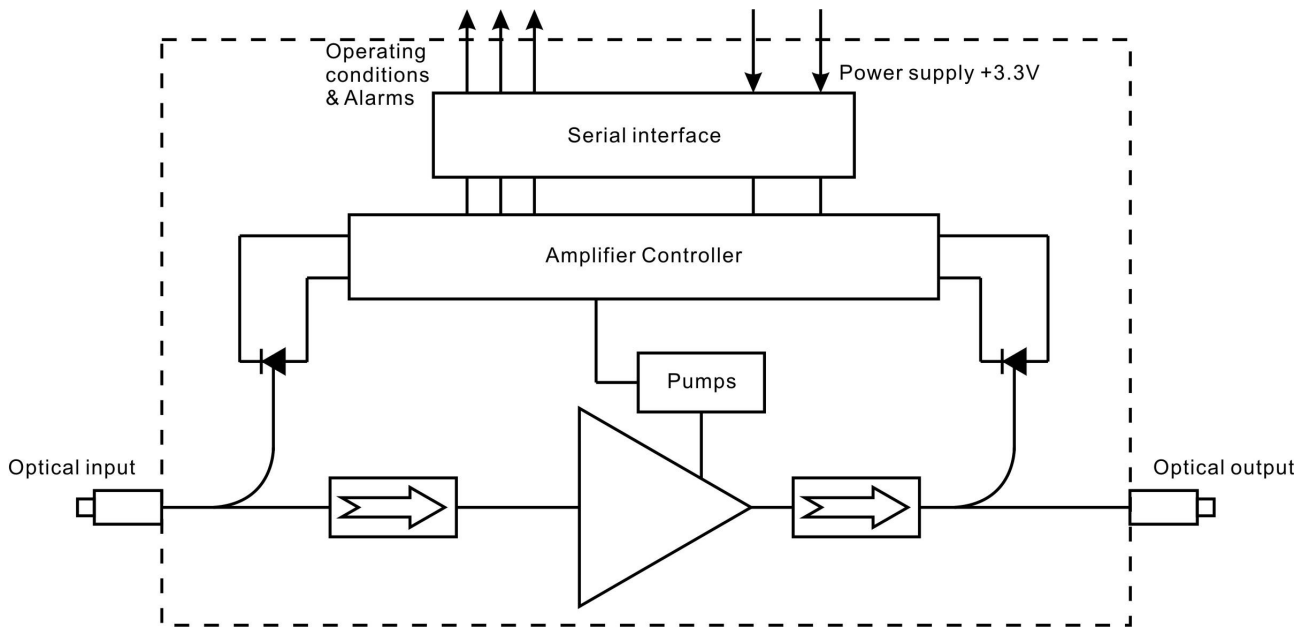 Operating
conditions
& Alarms
Power supply +3.3V
Serial interface
Amplifier Controller
Pumps
Optical input
Optical output